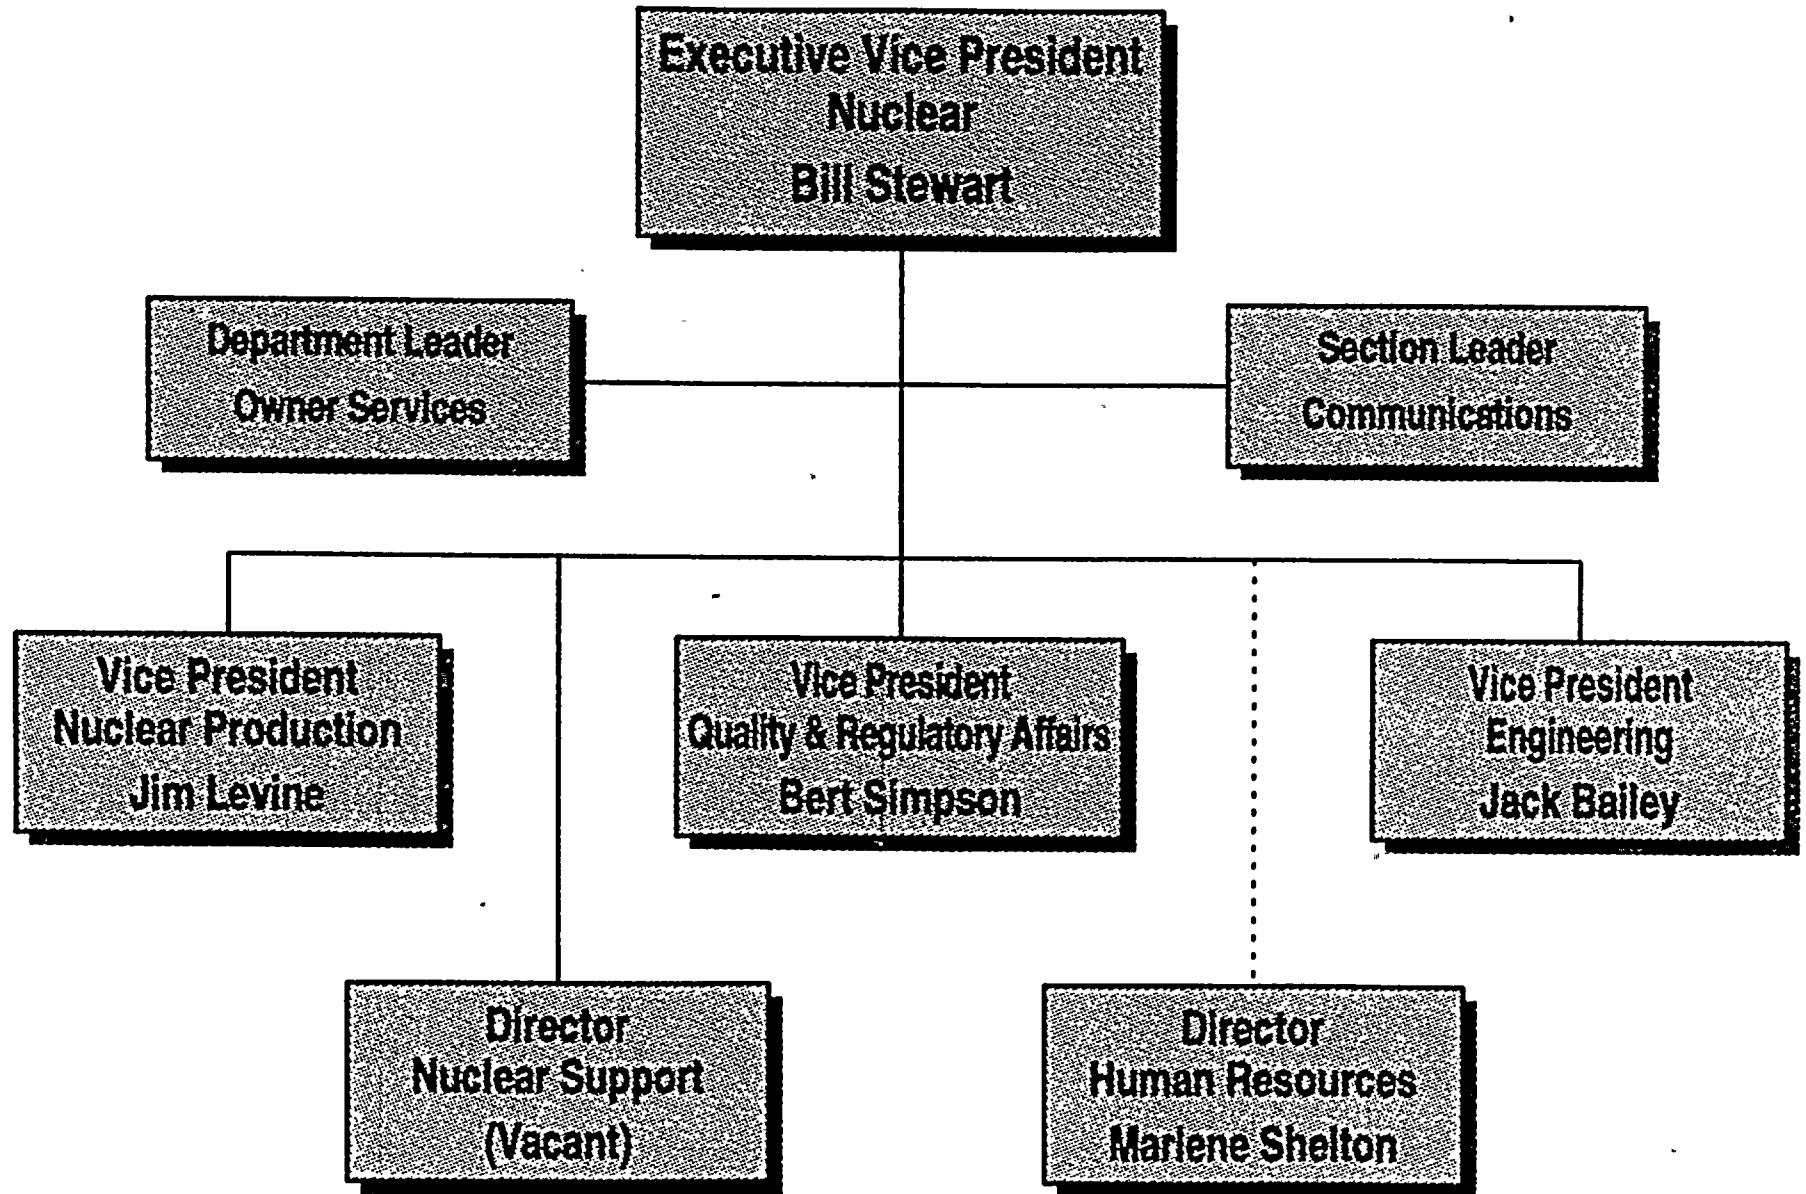 Executive Vice President
Nuclear
Bill Stewart
Department Leader
Owner Services
Section Leader
Communications
Vice President
Nuclear Production
Jim Levine
Vice President
Quality & Regulatory Affairs
Bert Simpson
Vice President
Engineering
Jack Bailey
Director
Nuclear Support
(Vacant)
Director
Human Resources
Marlene Shelton